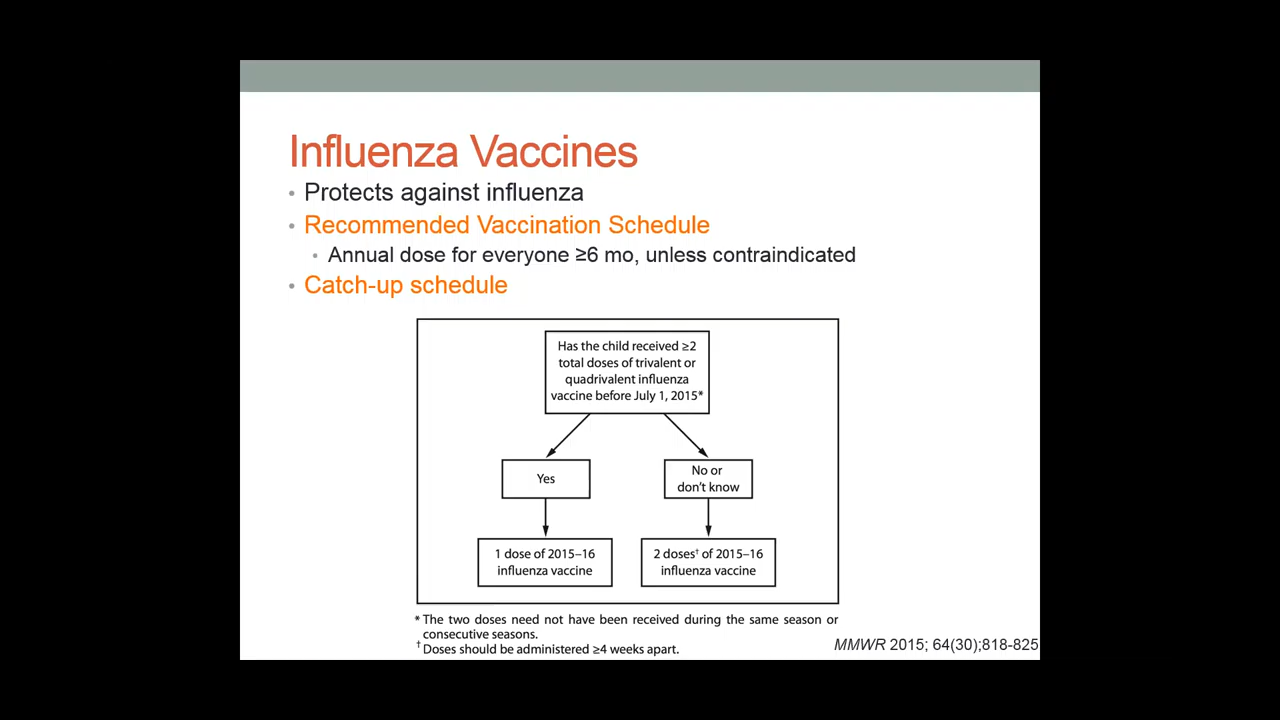 Influenza Vaccines
• Protects against influenza
• Recommended Vaccination Schedule
• Annual dose for everyone ≥6 mo, unless contraindicated
• Catch-up schedule
Has the child received ≥2
total doses of trivalent or
quadrivalent influenza
vaccine before July 1, 2015*
Yes
No or
don't know
1 dose of 2015–16
influenza vaccine
2 doses† of 2015–16
influenza vaccine
* The two doses need not have been received during the same season or
consecutive seasons.
† Doses should be administered ≥4 weeks apart.
MMWR 2015; 64(30);818-825